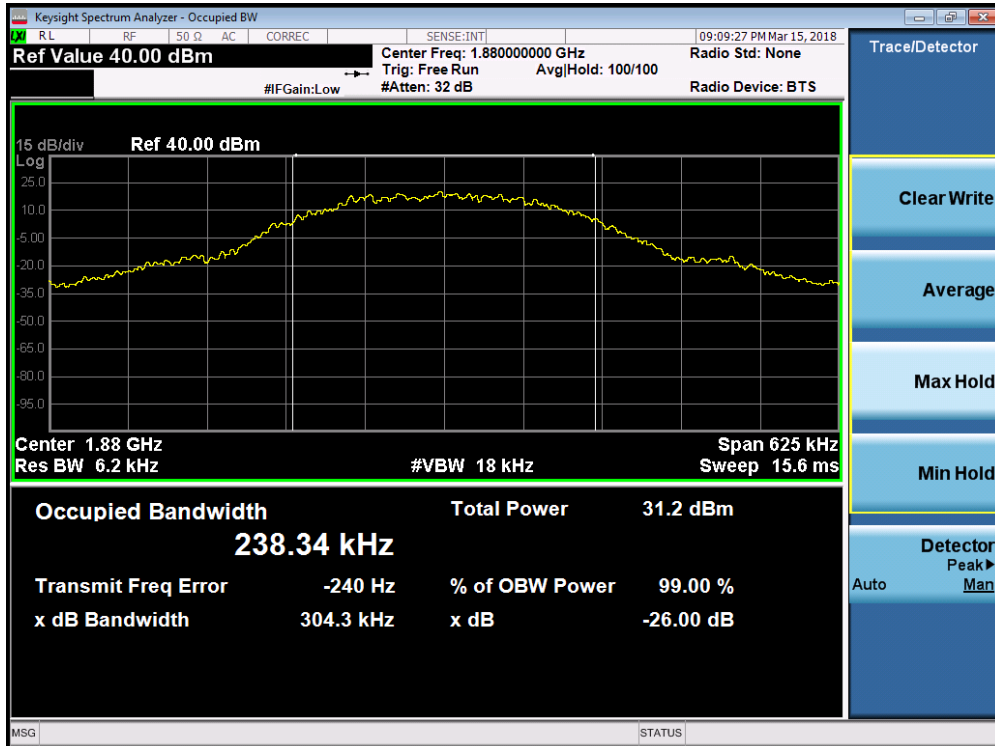 Keysight Spectrum Analyzer - Occupied BW
LXI RL RF 50 Ω AC CORREC SENSE:INT 09:09:27 PM Mar 15, 2018
Ref Value 40.00 dBm
Center Freq: 1.880000000 GHz
Radio Std: None
Trig: Free Run Avg|Hold: 100/100
#IFGain:Low
#Atten: 32 dB
Radio Device: BTS
15 dB/div Ref 40.00 dBm
Log
25.0
10.0
-5.00
-20.0
-35.0
-50.0
-65.0
-80.0
-95.0
Center 1.88 GHz
Span 625 kHz
Res BW 6.2 kHz
#VBW 18 kHz
Sweep 15.6 ms
Occupied Bandwidth
238.34 kHz
Total Power 31.2 dBm
Transmit Freq Error -240 Hz
% of OBW Power 99.00 %
x dB Bandwidth 304.3 kHz
x dB -26.00 dB
Trace/Detector
Clear Write
Average
Max Hold
Min Hold
Detector
Peak▶
Auto Man
MSG
STATUS